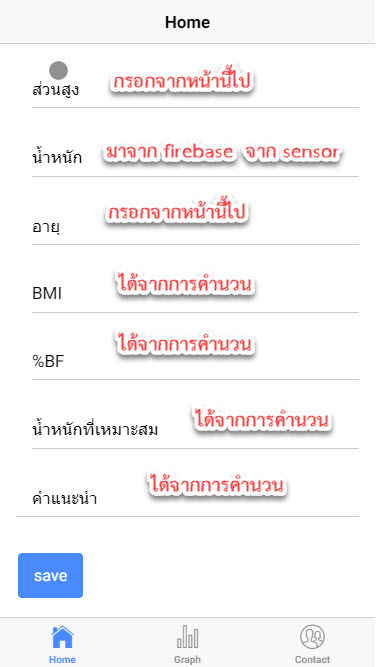 Home
ส่วนสูง กรอกจากหน้านี้ไป
น้ำหนัก มาจาก firebase จาก sensor
อายุ กรอกจากหน้านี้ไป
BMI ได้จากการคำนวน
%BF ได้จากการคำนวน
น้ำหนักที่เหมาะสม ได้จากการคำนวน
คำแนะนำ ได้จากการคำนวน
save
Home Graph Contact